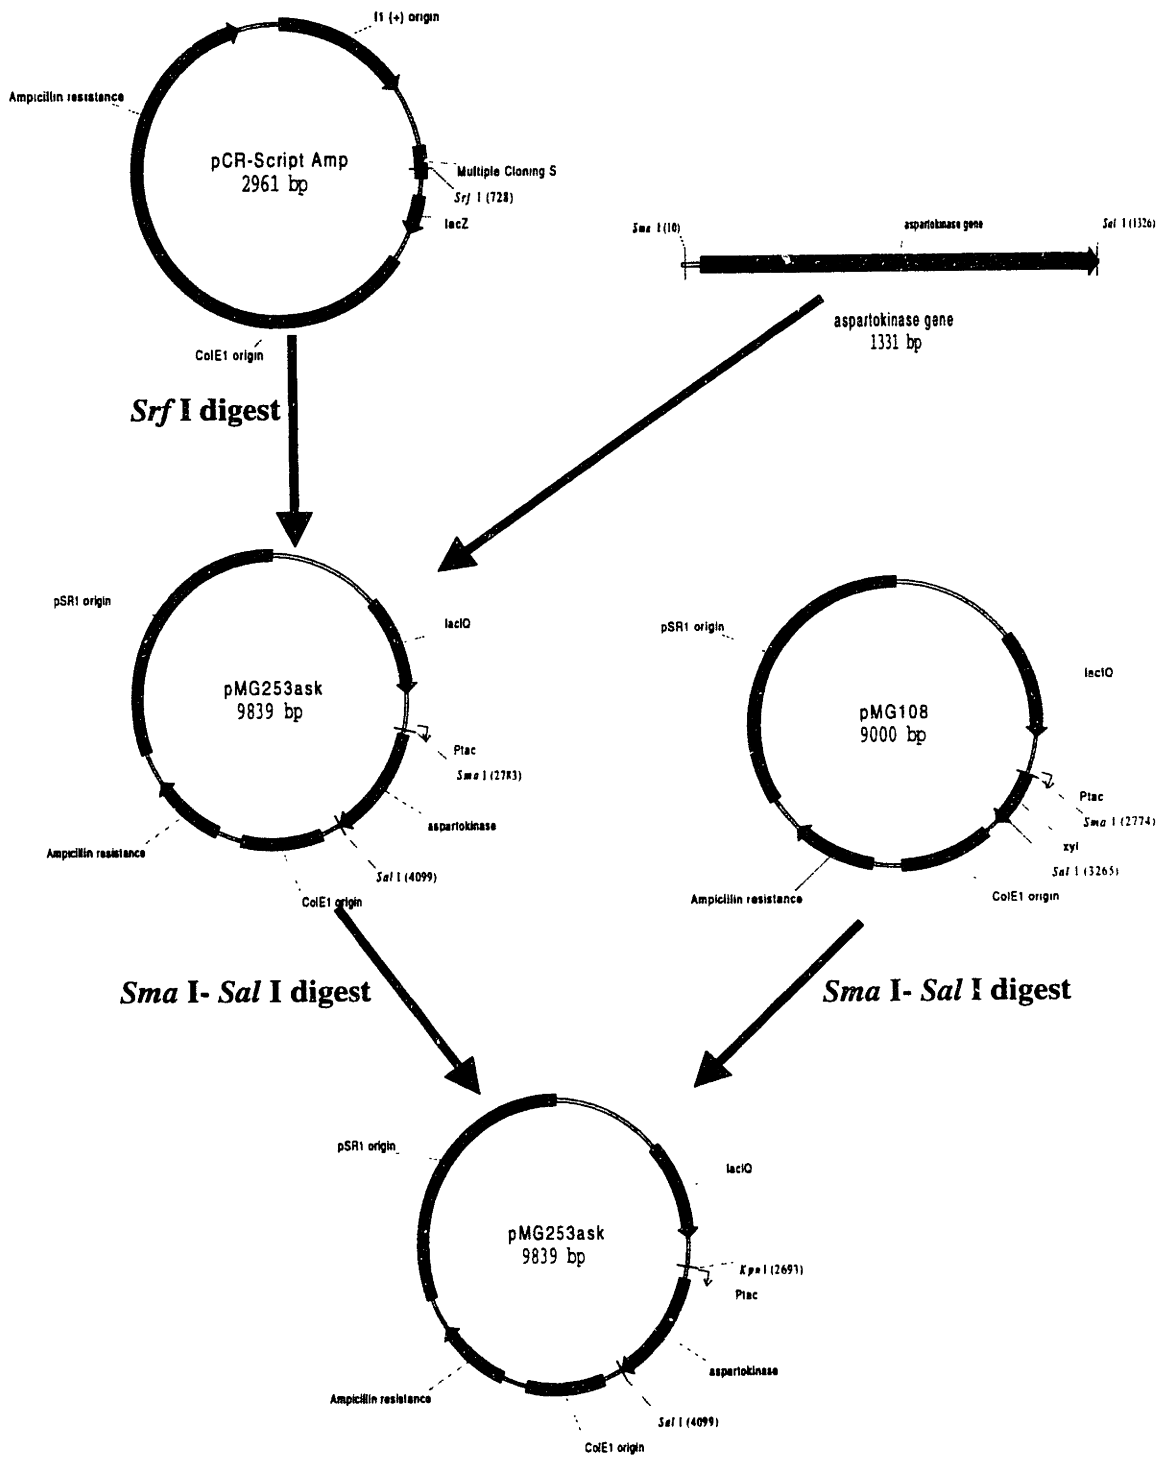 f1 (+) origin
Ampicillin resistance
pCR-Script Amp
2961 bp
Multiple Cloning S
Srf I (728)
lacZ
ColE1 origin
Sma I (10)
aspartokinase gene
Sal I (1326)
aspartokinase gene
1331 bp
Srf I digest
pSR1 origin
lacIQ
pMG253ask
9839 bp
Ptac
Sma I (2783)
aspartokinase
Ampicillin resistance
Sal I (4099)
ColE1 origin
pSR1 origin
lacIQ
pMG108
9000 bp
Ptac
Sma I (2774)
xyl
Sal I (3265)
ColE1 origin
Ampicillin resistance
Sma I- Sal I digest
Sma I- Sal I digest
pSR1 origin
lacIQ
pMG253ask
9839 bp
Kpn I (2693)
Ptac
aspartokinase
Ampicillin resistance
Sal I (4099)
ColE1 origin